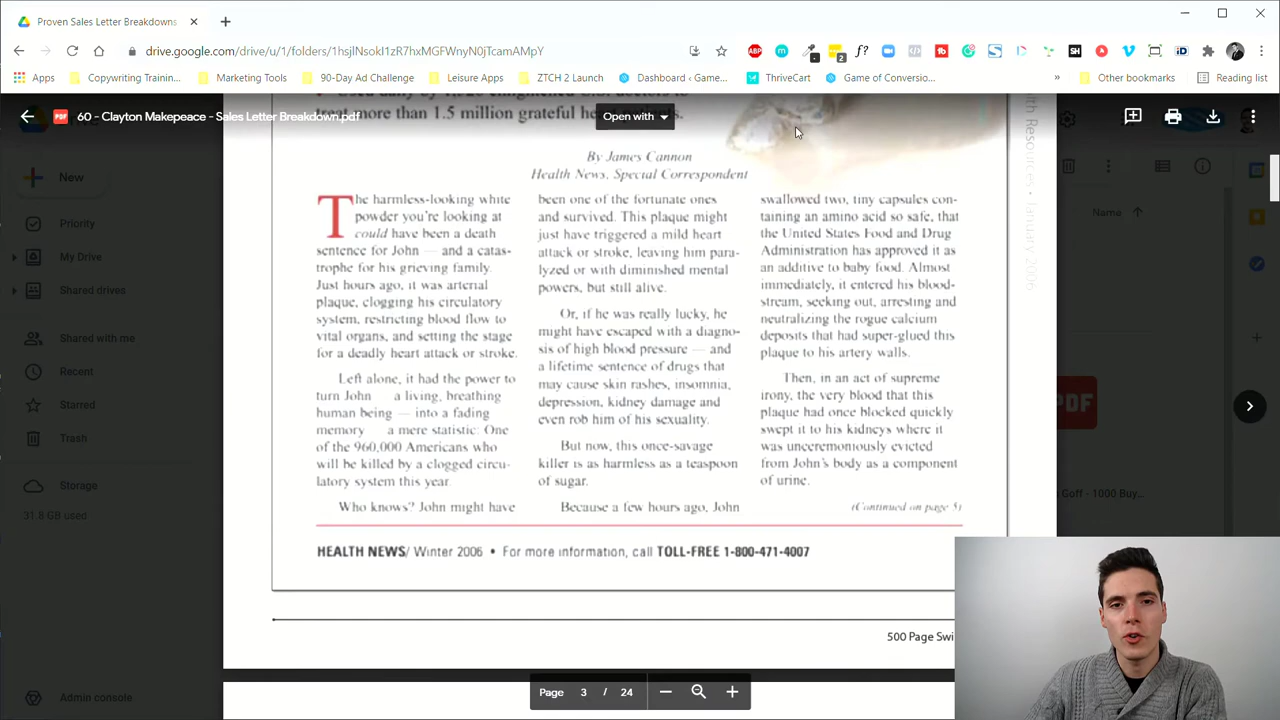 Proven Sales Letter Breakdowns
drive.google.com/drive/u/1/folders/1hsjlNsokI1zR7hxMGFWnyN0jTcamAMpY
Apps
Copywriting Trainin...
Marketing Tools
90-Day Ad Challenge
Leisure Apps
ZTCH 2 Launch
Dashboard ‹ Game...
ThriveCart
Game of Conversio...
Other bookmarks
Reading list
60 - Clayton Makepeace - Sales Letter Breakdown.pdf
Open with
treat more than 1.5 million grateful heart patients.
New
Priority
My Drive
Shared drives
Shared with me
Recent
Starred
Trash
Storage
31.8 GB used
Admin console
By James Cannon
Health News, Special Correspondent
The harmless-looking white
powder you're looking at
could have been a death
sentence for John — and a catas-
trophe for his grieving family.
Just hours ago, it was arterial
plaque, clogging his circulatory
system, restricting blood flow to
vital organs, and setting the stage
for a deadly heart attack or stroke.
Left alone, it had the power to
turn John a living, breathing
human being — into a fading
memory a mere statistic: One
of the 960,000 Americans who
will be killed by a clogged circu-
latory system this year.
Who knows? John might have
been one of the fortunate ones
and survived. This plaque might
just have triggered a mild heart
attack or stroke, leaving him para-
lyzed or with diminished mental
powers, but still alive.
Or, if he was really lucky, he
might have escaped with a diagno-
sis of high blood pressure — and
a lifetime sentence of drugs that
may cause skin rashes, insomnia,
depression, kidney damage and
even rob him of his sexuality.
But now, this once-savage
killer is as harmless as a teaspoon
of sugar.
Because a few hours ago, John
swallowed two, tiny capsules con-
taining an amino acid so safe, that
the United States Food and Drug
Administration has approved it as
an additive to baby food. Almost
immediately, it entered his blood-
stream, seeking out, arresting and
neutralizing the rogue calcium
deposits that had super-glued this
plaque to his artery walls.
Then, in an act of supreme
irony, the very blood that this
plaque had once blocked quickly
swept it to his kidneys where it
was unceremoniously evicted
from John's body as a component
of urine.
(Continued on page 5)
HEALTH NEWS/ Winter 2006 • For more information, call TOLL-FREE 1-800-471-4007
500 Page Swi
Resources • January 2006
Name
PDF
Goff - 1000 Buy...
Page 3 / 24